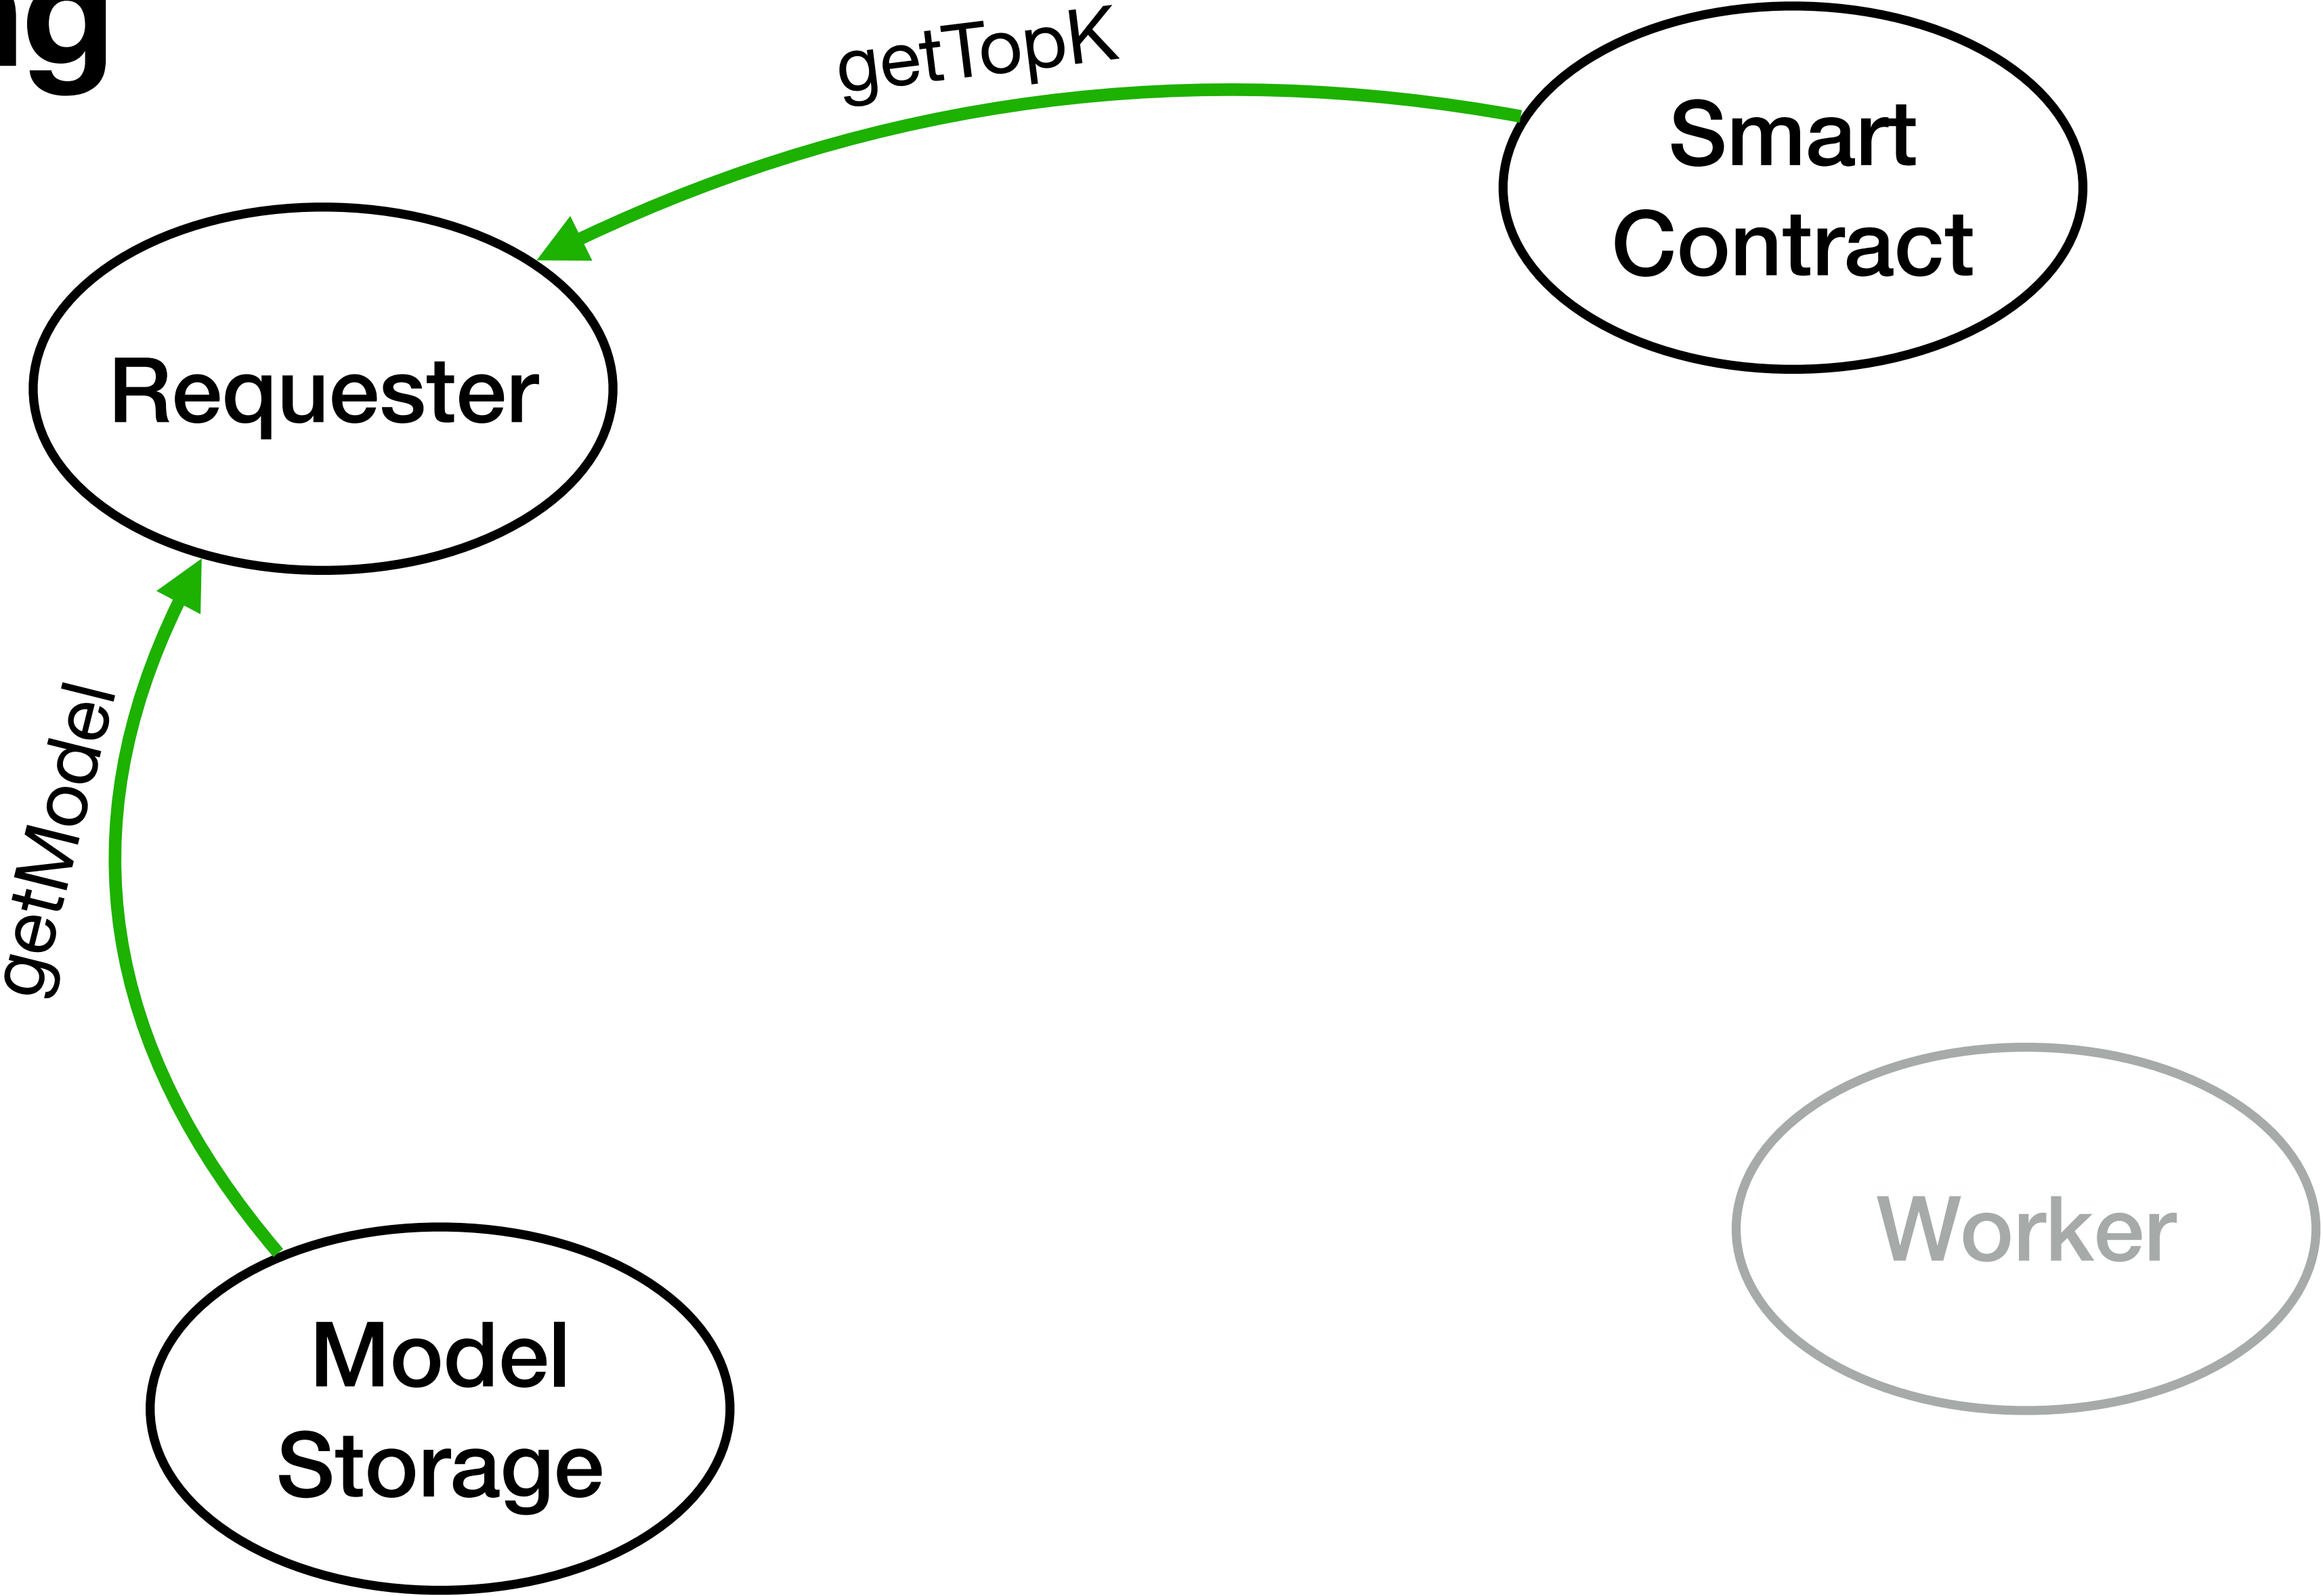 getTopK
Smart
Contract
Requester
getModel
Worker
Model
Storage